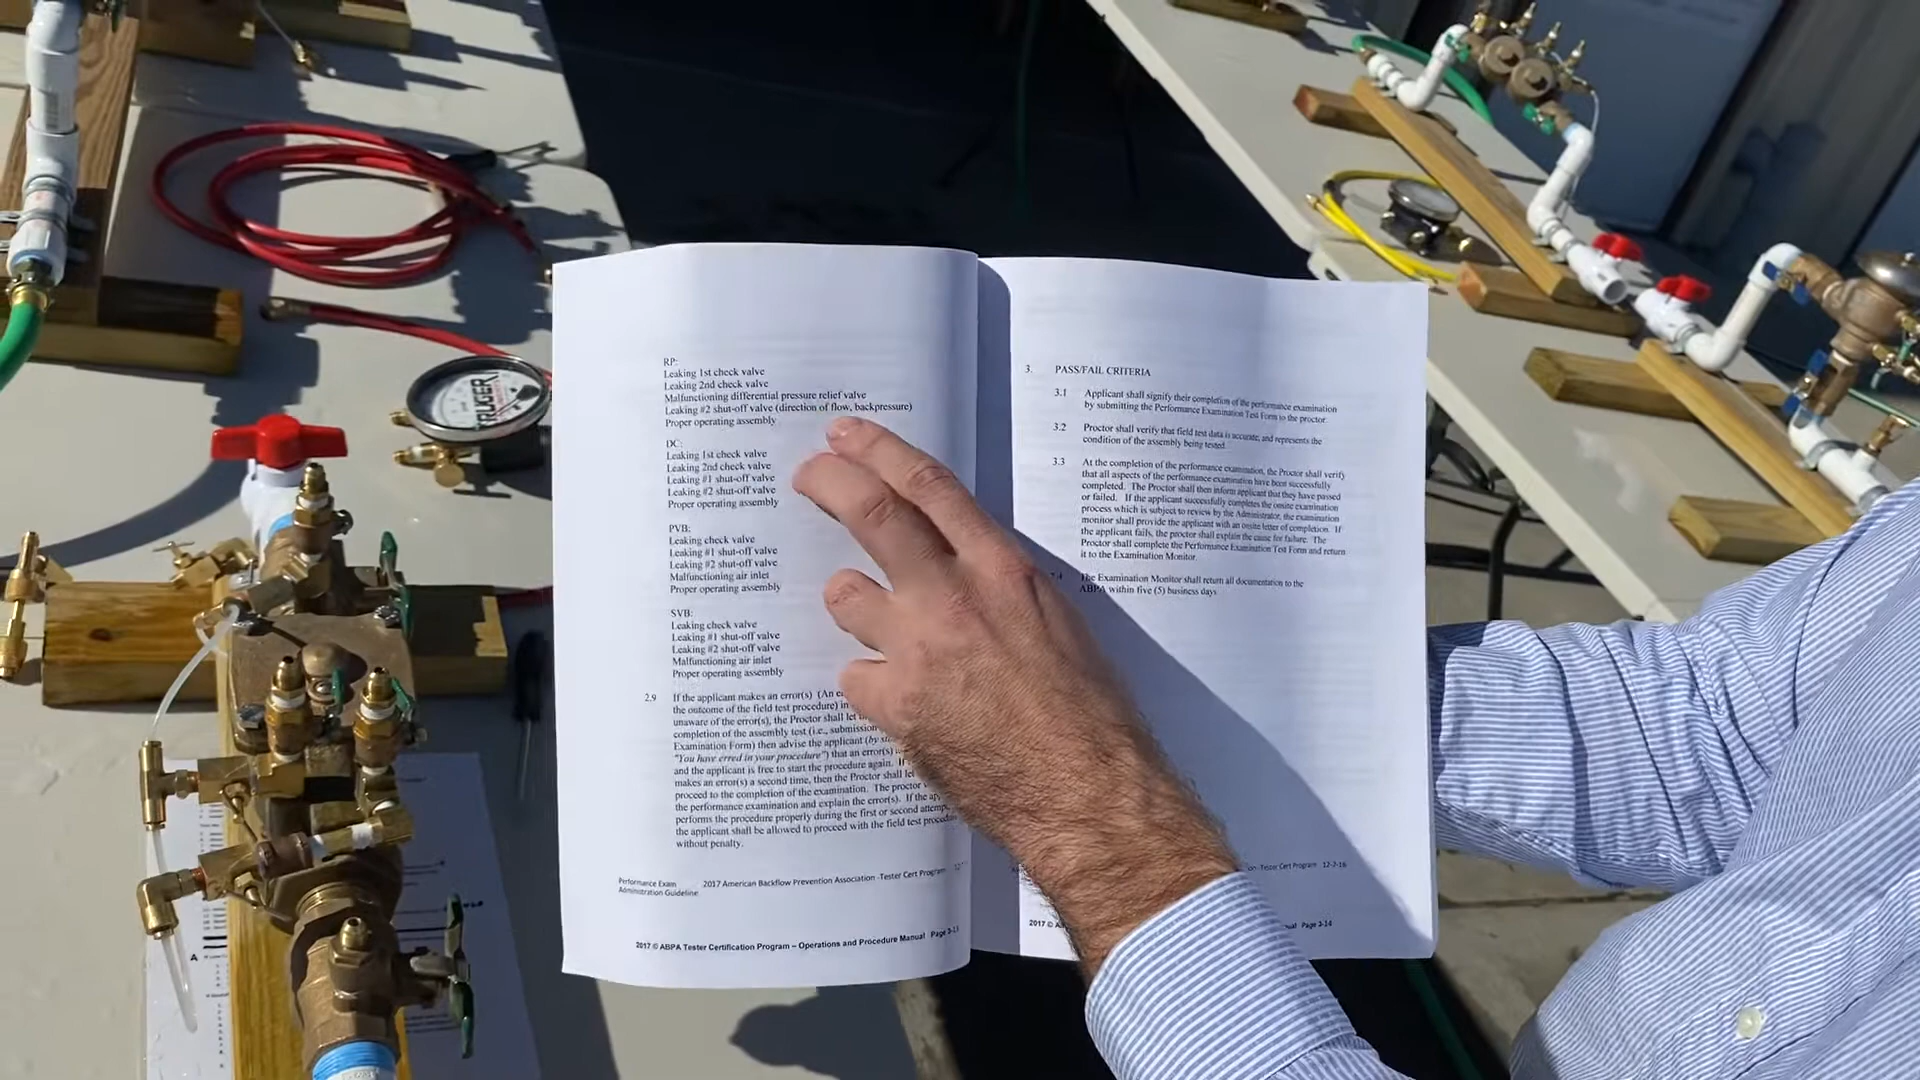 RP:
Leaking 1st check valve
Leaking 2nd check valve
Malfunctioning differential pressure relief valve
Leaking #2 shut-off valve (direction of flow, backpressure)
Proper operating assembly
DC:
Leaking 1st check valve
Leaking 2nd check valve
Leaking #1 shut-off valve
Leaking #2 shut-off valve
Proper operating assembly
PVB:
Leaking check valve
Leaking #1 shut-off valve
Leaking #2 shut-off valve
Malfunctioning air inlet
Proper operating assembly
SVB:
Leaking check valve
Leaking #1 shut-off valve
Leaking #2 shut-off valve
Malfunctioning air inlet
Proper operating assembly
2.9 If the applicant makes an error(s) (An
the outcome of the field test procedure) in
unaware of the error(s), the Proctor shall let
completion of the assembly test (i.e., submission
Examination Form) then advise the applicant (by
"You have erred in your procedure") that an error(s)
and the applicant is free to start the procedure again. If
makes an error(s) a second time, then the Proctor shall let
proceed to the completion of the examination. The proctor
the performance examination and explain the error(s). If the
performs the procedure properly during the first or second attempt,
the applicant shall be allowed to proceed with the field test procedure
without penalty.
Performance Exam
Administration Guideline
2017 American Backflow Prevention Association -Tester Cert Program
2017 © ABPA Tester Certification Program – Operations and Procedure Manual Page
3. PASS/FAIL CRITERIA
3.1 Applicant shall signify their completion of the performance examination
by submitting the Performance Examination Test Form to the proctor.
3.2 Proctor shall verify that field test data is accurate, and represents the
condition of the assembly being tested.
3.3 At the completion of the performance examination, the Proctor shall verify
that all aspects of the performance examination have been successfully
completed. The Proctor shall then inform applicant that they have passed
or failed. If the applicant successfully completes the onsite examination
process which is subject to review by the Administrator, the examination
monitor shall provide the applicant with an onsite letter of completion. If
the applicant fails, the proctor shall explain the cause for failure. The
Proctor shall complete the Performance Examination Test Form and return
it to the Examination Monitor.
The Examination Monitor shall return all documentation to the
ABPA within five (5) business days.
Tester Cert Program 12-7-16
2017 ©
Page 3-14
A